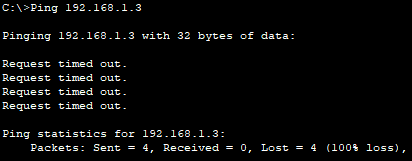 C:\>Ping 192.168.1.3
Pinging 192.168.1.3 with 32 bytes of data:
Request timed out.
Request timed out.
Request timed out.
Request timed out.
Ping statistics for 192.168.1.3:
    Packets: Sent = 4, Received = 0, Lost = 4 (100% loss),